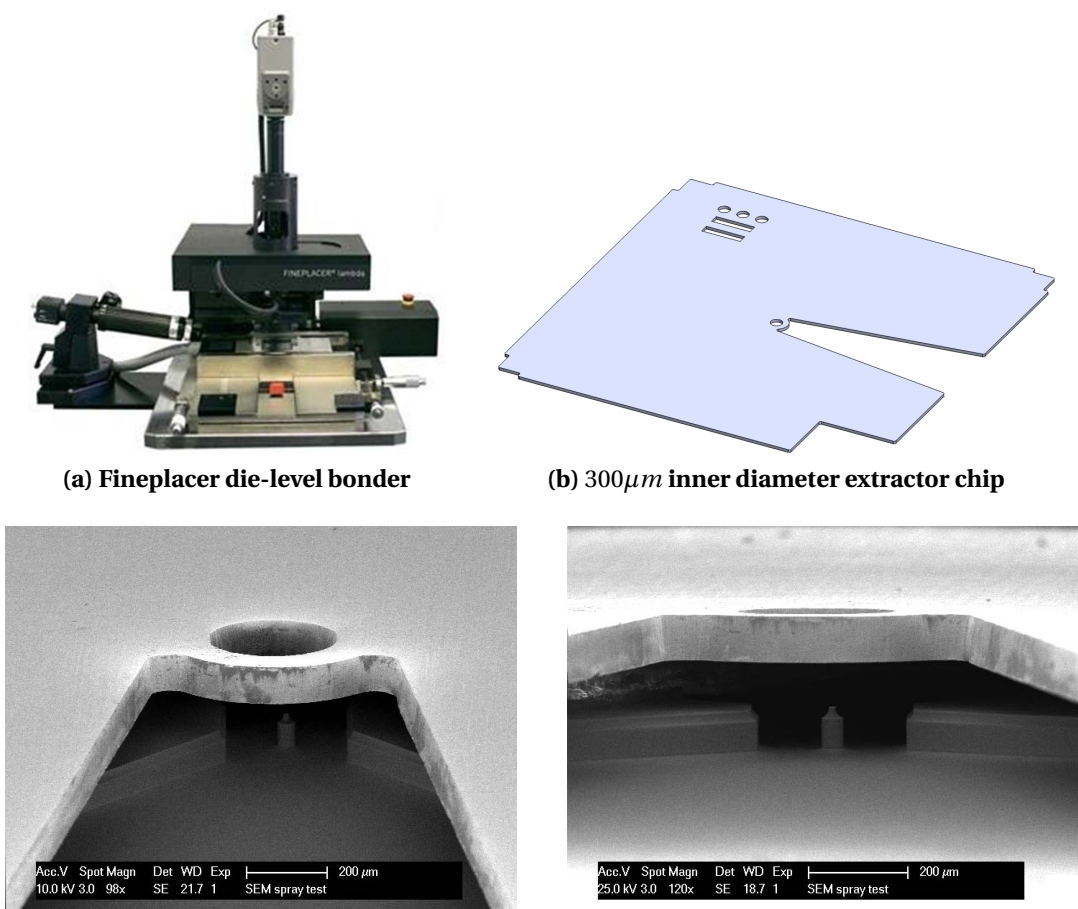 FINEPLACER® lambda
(a) Fineplacer die-level bonder
(b) 300μm inner diameter extractor chip
Acc.V Spot Magn Det WD Exp 200 μm
10.0 kV 3.0 98x SE 21.7 1 SEM spray test
Acc.V Spot Magn Det WD Exp 200 μm
25.0 kV 3.0 120x SE 18.7 1 SEM spray test